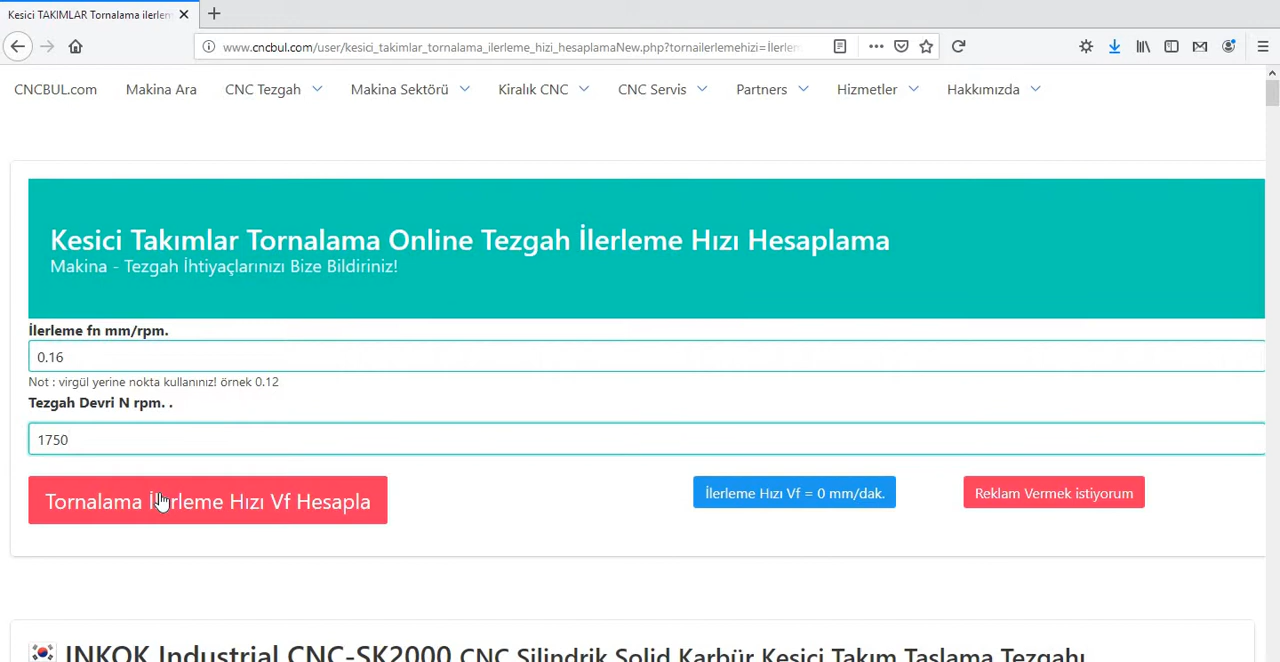 Kesici TAKIMLAR Tornalama ilerlem
www.cncbul.com/user/kesici_takimlar_tornalama_ilerleme_hizi_hesaplamaNew.php?tornailerlemehizi=İlerlem
CNCBUL.com Makina Ara CNC Tezgah Makina Sektörü Kiralık CNC CNC Servis Partners Hizmetler Hakkımızda
Kesici Takımlar Tornalama Online Tezgah İlerleme Hızı Hesaplama
Makina - Tezgah İhtiyaçlarınızı Bize Bildiriniz!
İlerleme fn mm/rpm.
0.16
Not : virgül yerine nokta kullanınız! örnek 0.12
Tezgah Devri N rpm. .
1750
Tornalama İlerleme Hızı Vf Hesapla İlerleme Hızı Vf = 0 mm/dak. Reklam Vermek istiyorum
INKOK Industrial CNC-SK2000 CNC Silindrik Solid Karbür Kesici Takım Taşlama Tezgahı